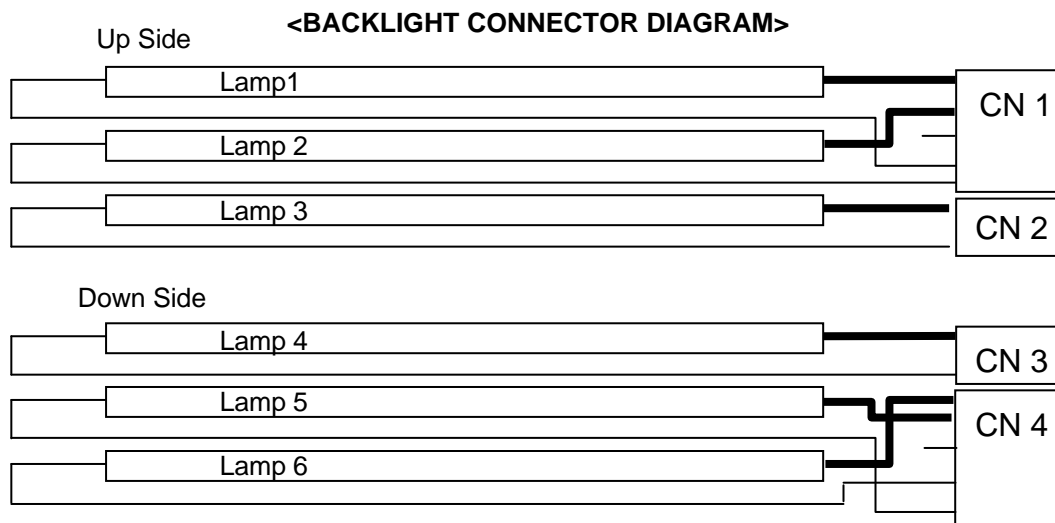 <BACKLIGHT CONNECTOR DIAGRAM>
Up Side
Lamp1
CN 1
Lamp 2
Lamp 3
CN 2
Down Side
Lamp 4
CN 3
Lamp 5
CN 4
Lamp 6